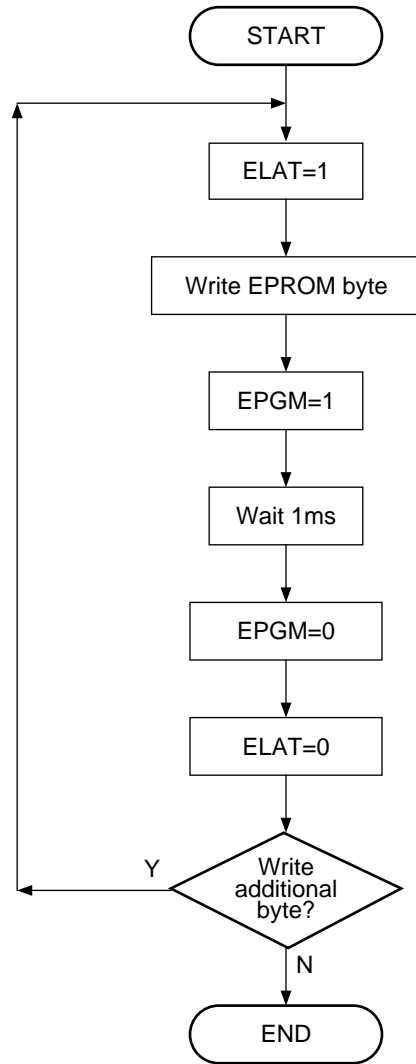 START
ELAT=1
Write EPROM byte
EPGM=1
Wait 1ms
EPGM=0
ELAT=0
Y
Write
additional
byte?
N
END